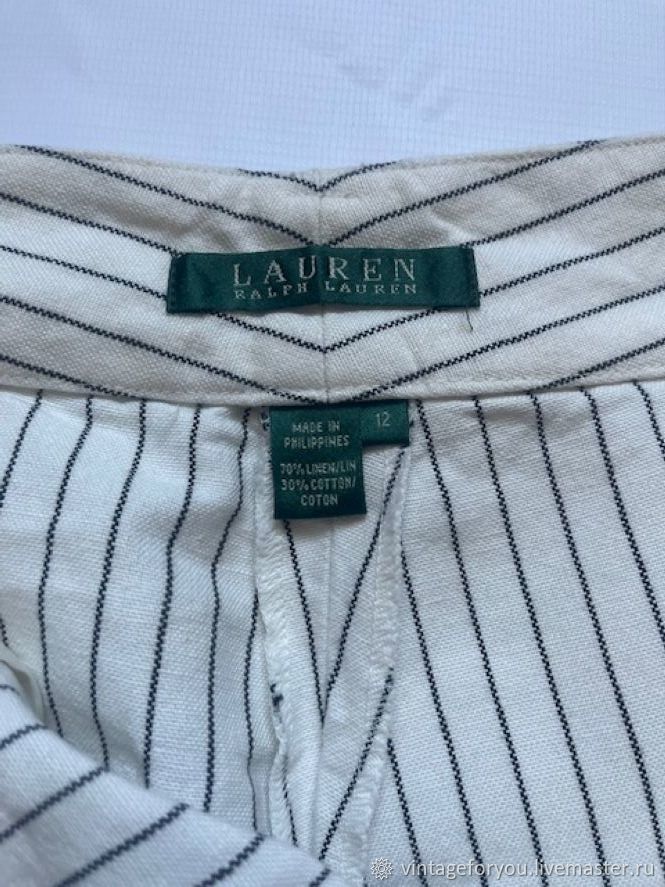 LAUREN
RALPH LAUREN
MADE IN
PHILIPPINES
12
70% LINEN/LIN
30% COTTON/
COTON
vintageforyou.livemaster.ru